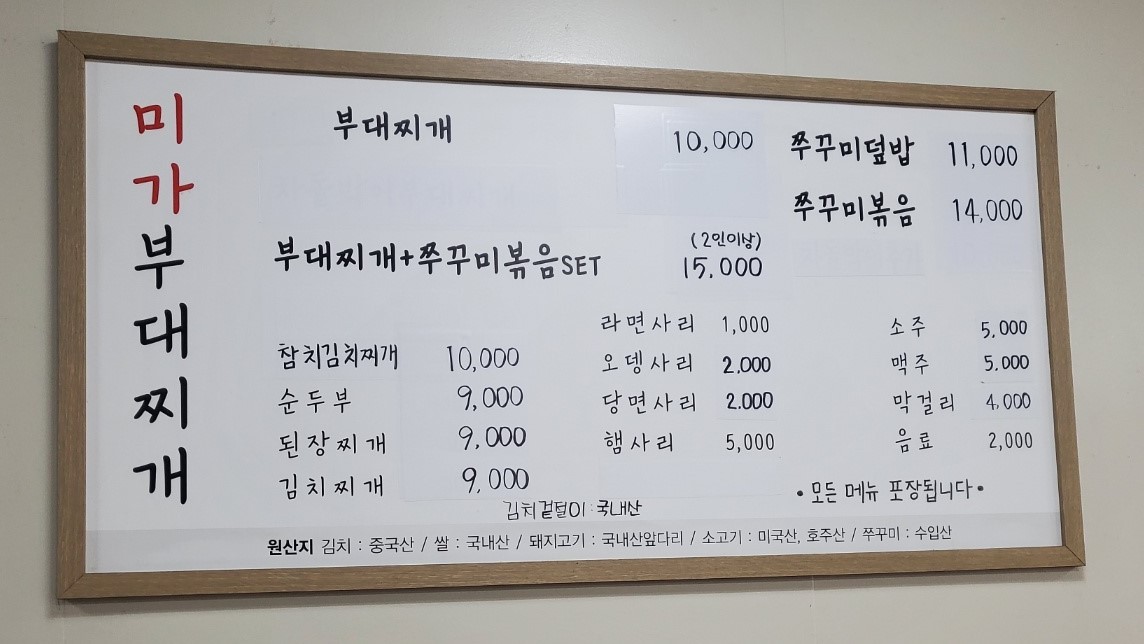 미가부대찌개
부대찌개 10,000
쭈꾸미덮밥 11,000
쭈꾸미볶음 14,000
부대찌개+쭈꾸미볶음SET (2인이상) 15,000
참치김치찌개 10,000
순두부 9,000
된장찌개 9,000
김치찌개 9,000
라면사리 1,000
오뎅사리 2.000
당면사리 2.000
햄사리 5,000
소주 5,000
맥주 5.000
막걸리 4,000
음료 2,000
•모든 메뉴 포장됩니다•
김치겉절이:국내산
원산지 김치 : 중국산 / 쌀 : 국내산 / 돼지고기 : 국내산앞다리 / 소고기 : 미국산, 호주산 / 쭈꾸미 : 수입산